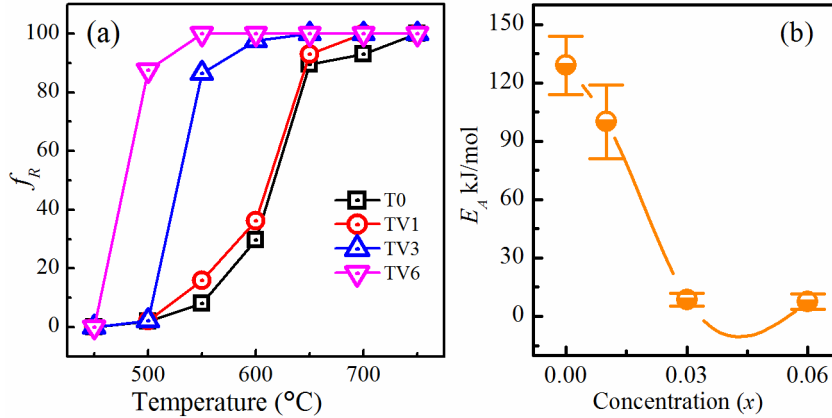 (a)
100
80
60
40
20
0
f_R
T0
TV1
TV3
TV6
500 600 700
Temperature (°C)
(b)
150
120
90
60
30
0
E_A kJ/mol
0.00 0.03 0.06
Concentration (x)